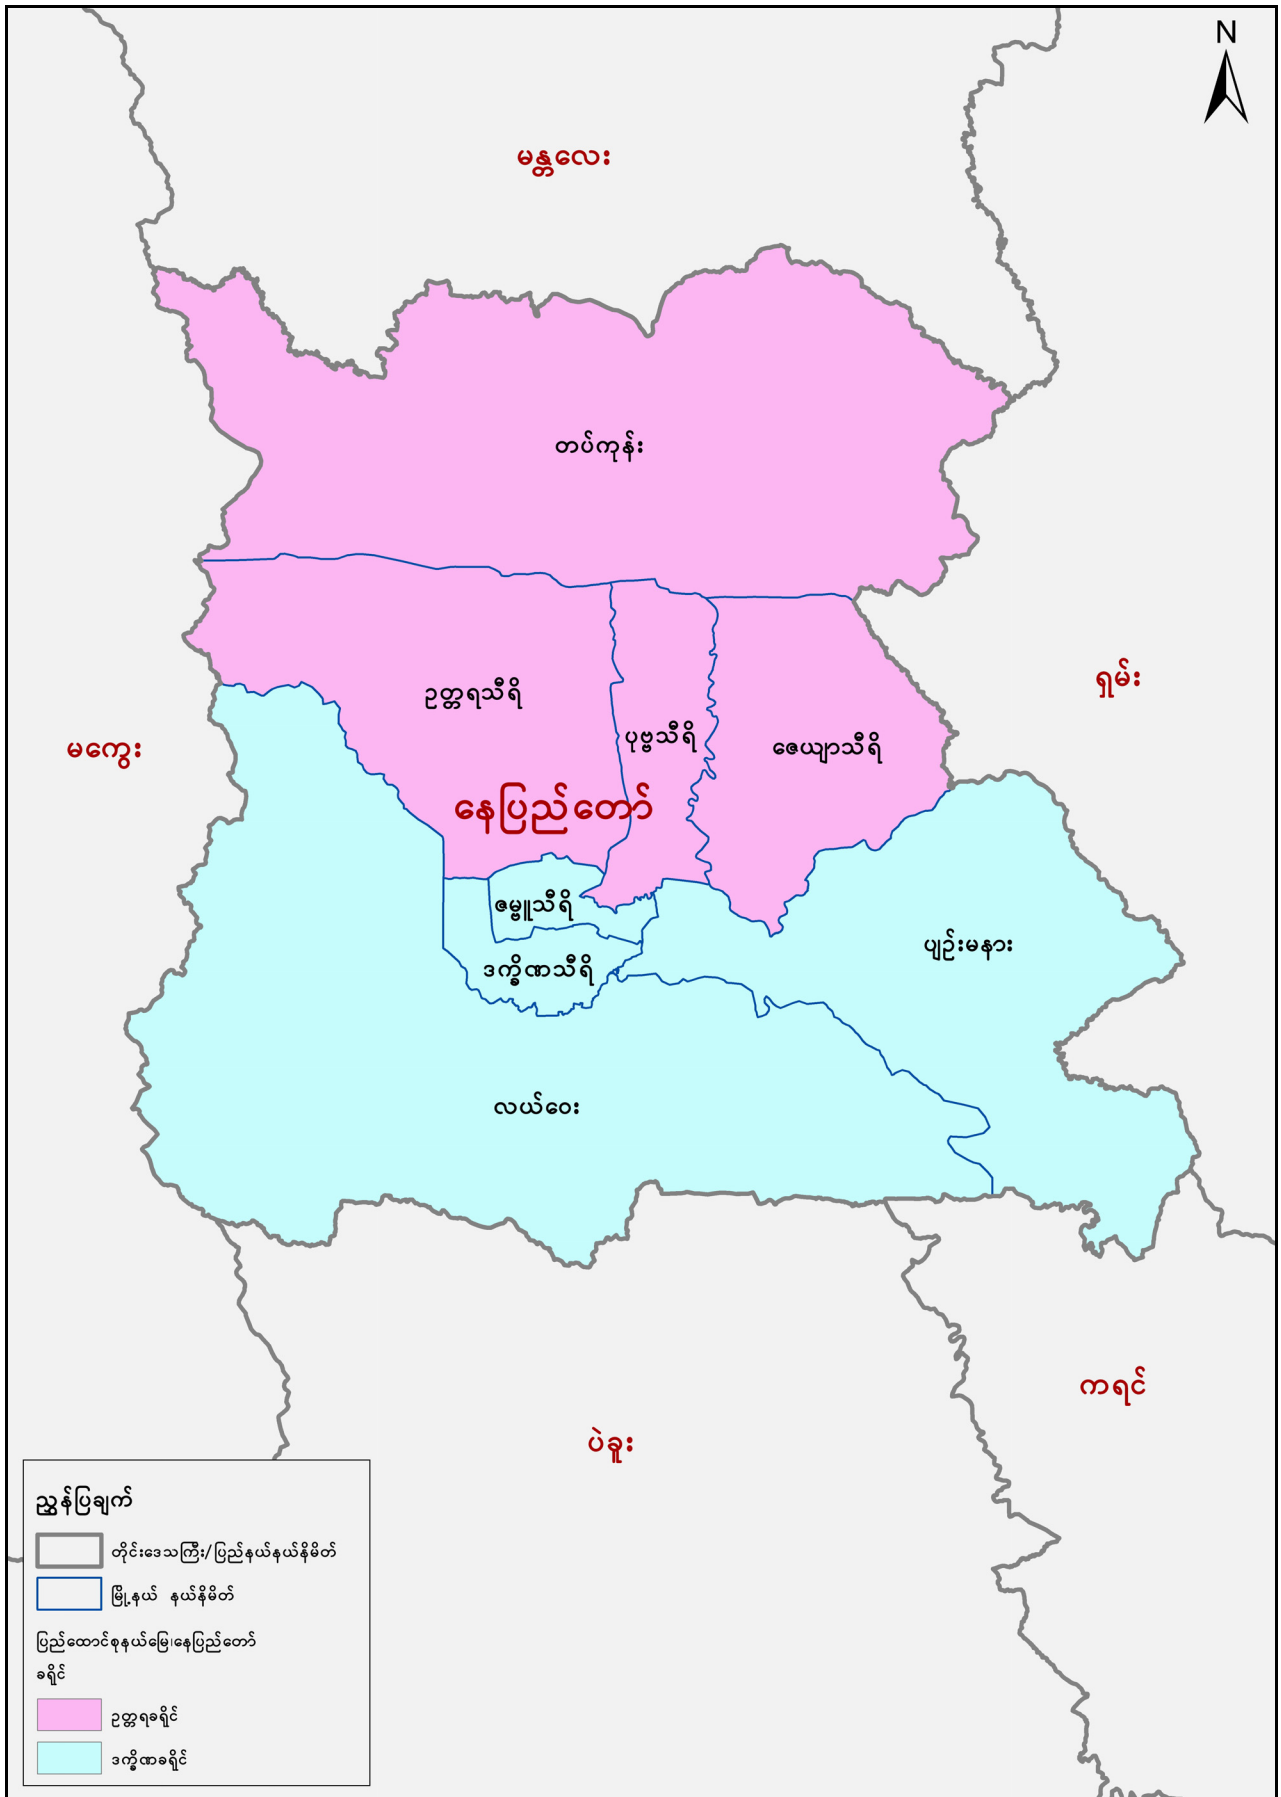 N
မန္တလေး
တပ်ကုန်း
ရှမ်း
ဥတ္တရသီရိ
ပုဗ္ဗသီရိ
ဇေယျာသီရိ
မကွေး
နေပြည်တော်
ဇမ္ဗူသီရိ
ပျဉ်းမနား
ဒက္ခိဏသီရိ
လယ်ဝေး
ကရင်
ပဲခူး
ညွှန်ပြချက်
တိုင်းဒေသကြီး/ပြည်နယ်နယ်နိမိတ်
မြို့နယ် နယ်နိမိတ်
ပြည်ထောင်စုနယ်မြေ၊နေပြည်တော်
ခရိုင်
ဥတ္တရခရိုင်
ဒက္ခိဏခရိုင်